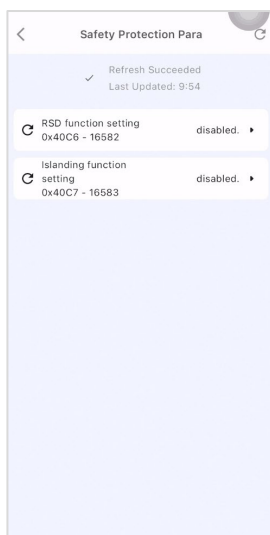 Safety Protection Para
Refresh Succeeded
Last Updated: 9:54
RSD function setting
0x40C6 - 16582
disabled.
Islanding function
setting
0x40C7 - 16583
disabled.